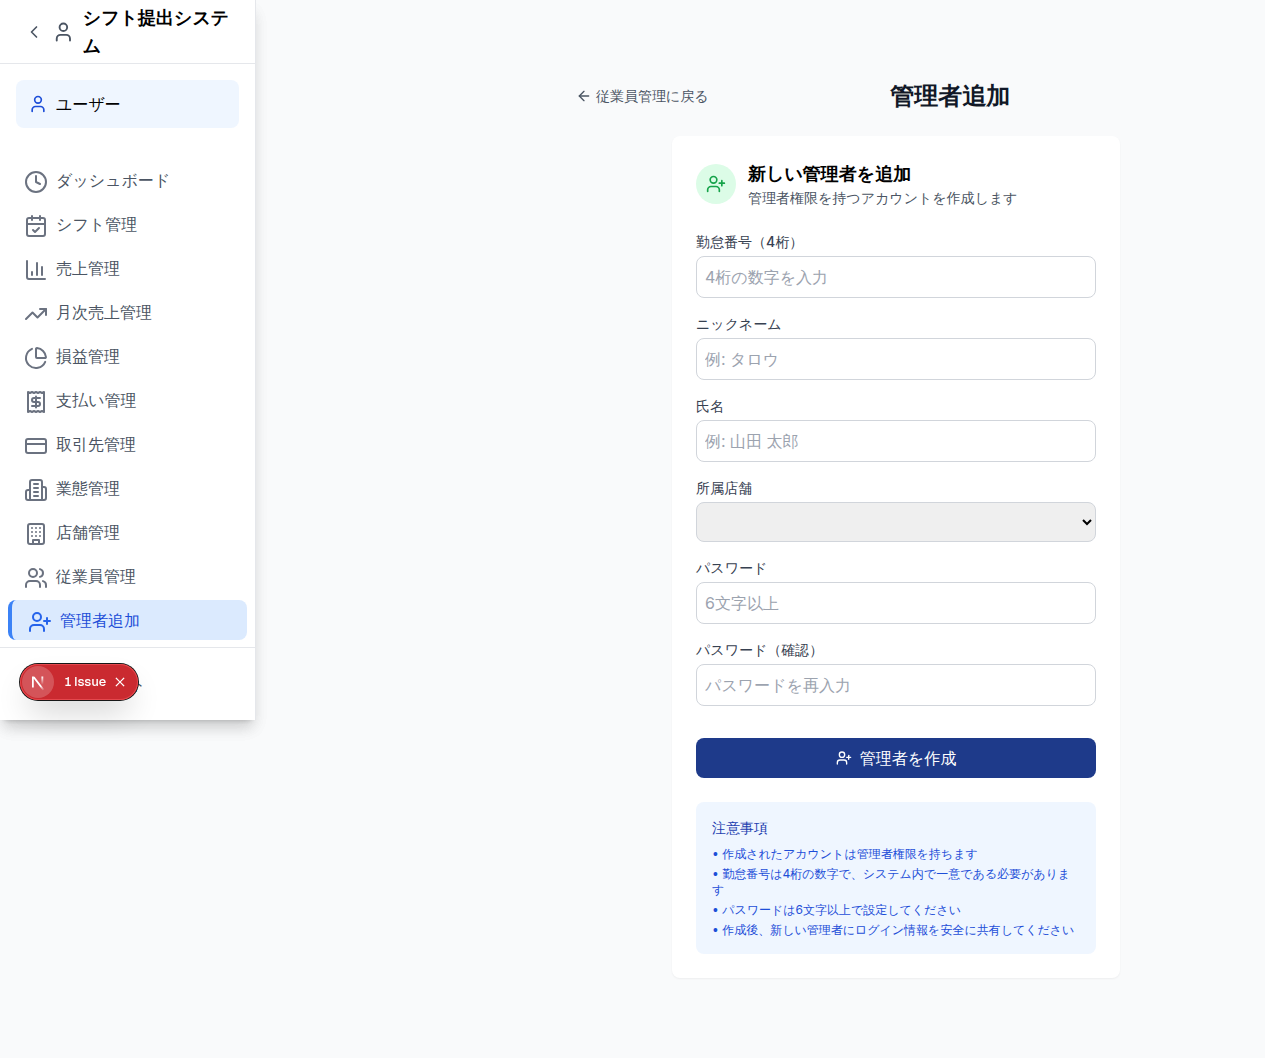 シフト提出システ
ム
ユーザー
ダッシュボード
シフト管理
売上管理
月次売上管理
損益管理
支払い管理
取引先管理
業態管理
店舗管理
従業員管理
管理者追加
1 Issue
従業員管理に戻る
管理者追加
新しい管理者を追加
管理者権限を持つアカウントを作成します
勤怠番号（4桁）
4桁の数字を入力
ニックネーム
例: タロウ
氏名
例: 山田 太郎
所属店舗
パスワード
6文字以上
パスワード（確認）
パスワードを再入力
管理者を作成
注意事項
• 作成されたアカウントは管理者権限を持ちます
• 勤怠番号は4桁の数字で、システム内で一意である必要がありま
す
• パスワードは6文字以上で設定してください
• 作成後、新しい管理者にログイン情報を安全に共有してください